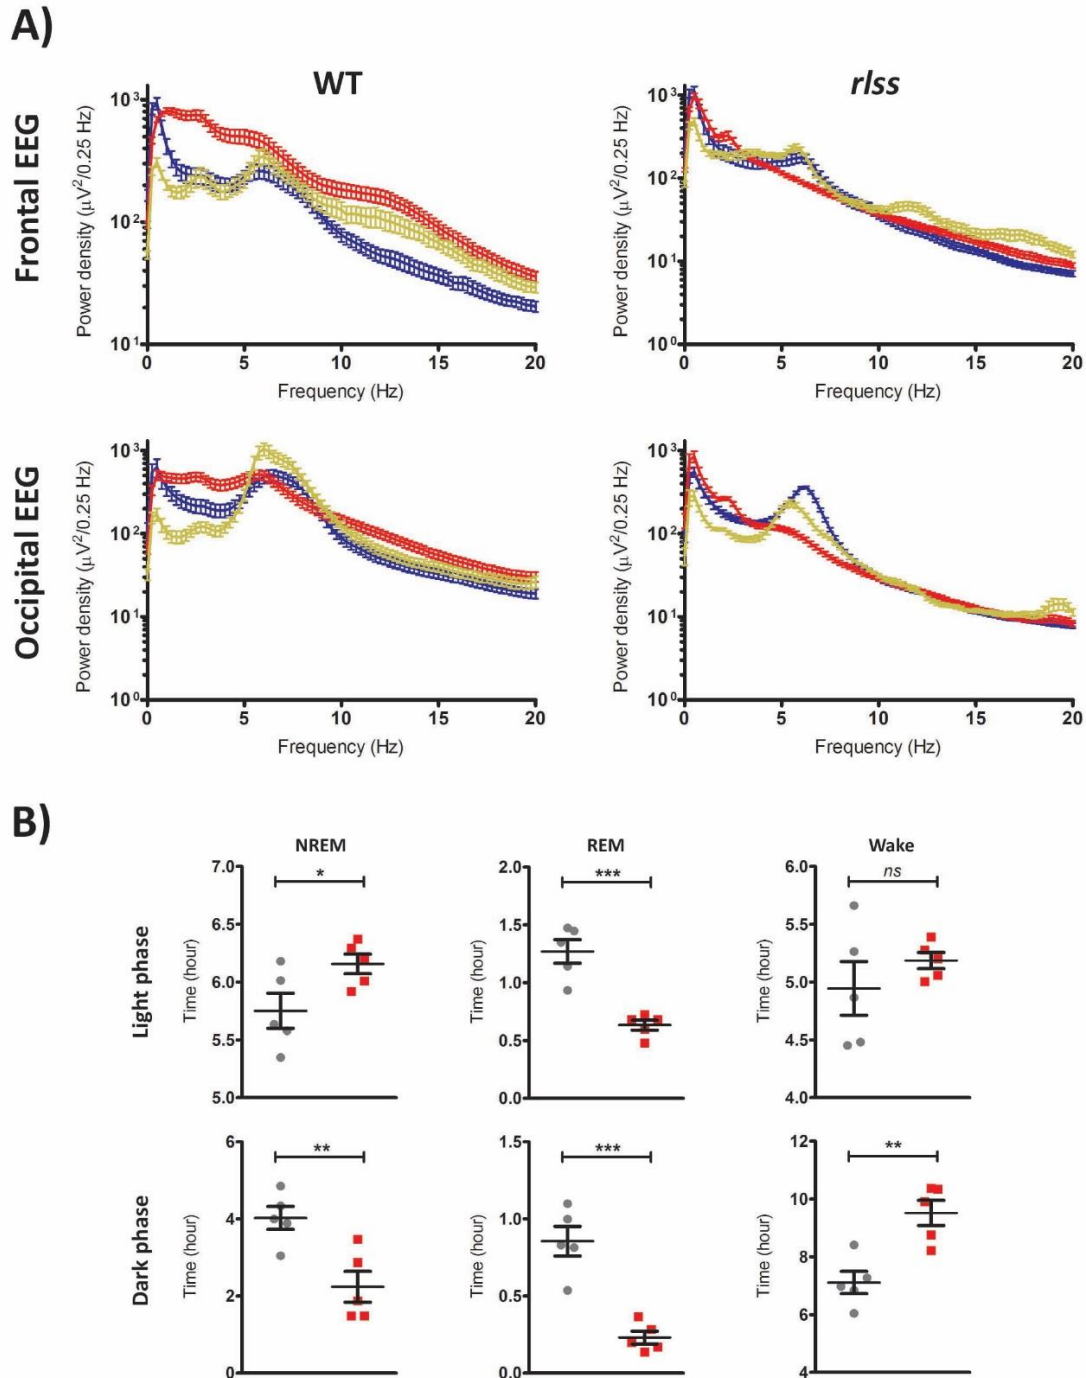 A)
WT
rlss
Frontal EEG
Power density (µV²/0.25 Hz)
10³
10²
10¹
0 5 10 15 20
Frequency (Hz)
Power density (µV²/0.25 Hz)
10³
10²
10¹
10⁰
0 5 10 15 20
Frequency (Hz)
Occipital EEG
Power density (µV²/0.25 Hz)
10³
10²
10¹
10⁰
0 5 10 15 20
Frequency (Hz)
Power density (µV²/0.25 Hz)
10³
10²
10¹
10⁰
0 5 10 15 20
Frequency (Hz)
B)
NREM
REM
Wake
Light phase
Time (hour)
7.0
6.5
6.0
5.5
5.0
*
Time (hour)
2.0
1.5
1.0
0.5
0.0
***
Time (hour)
6.0
5.5
5.0
4.5
4.0
ns
Dark phase
Time (hour)
6
4
2
0
**
Time (hour)
1.5
1.0
0.5
0.0
***
Time (hour)
12
10
8
6
4
**